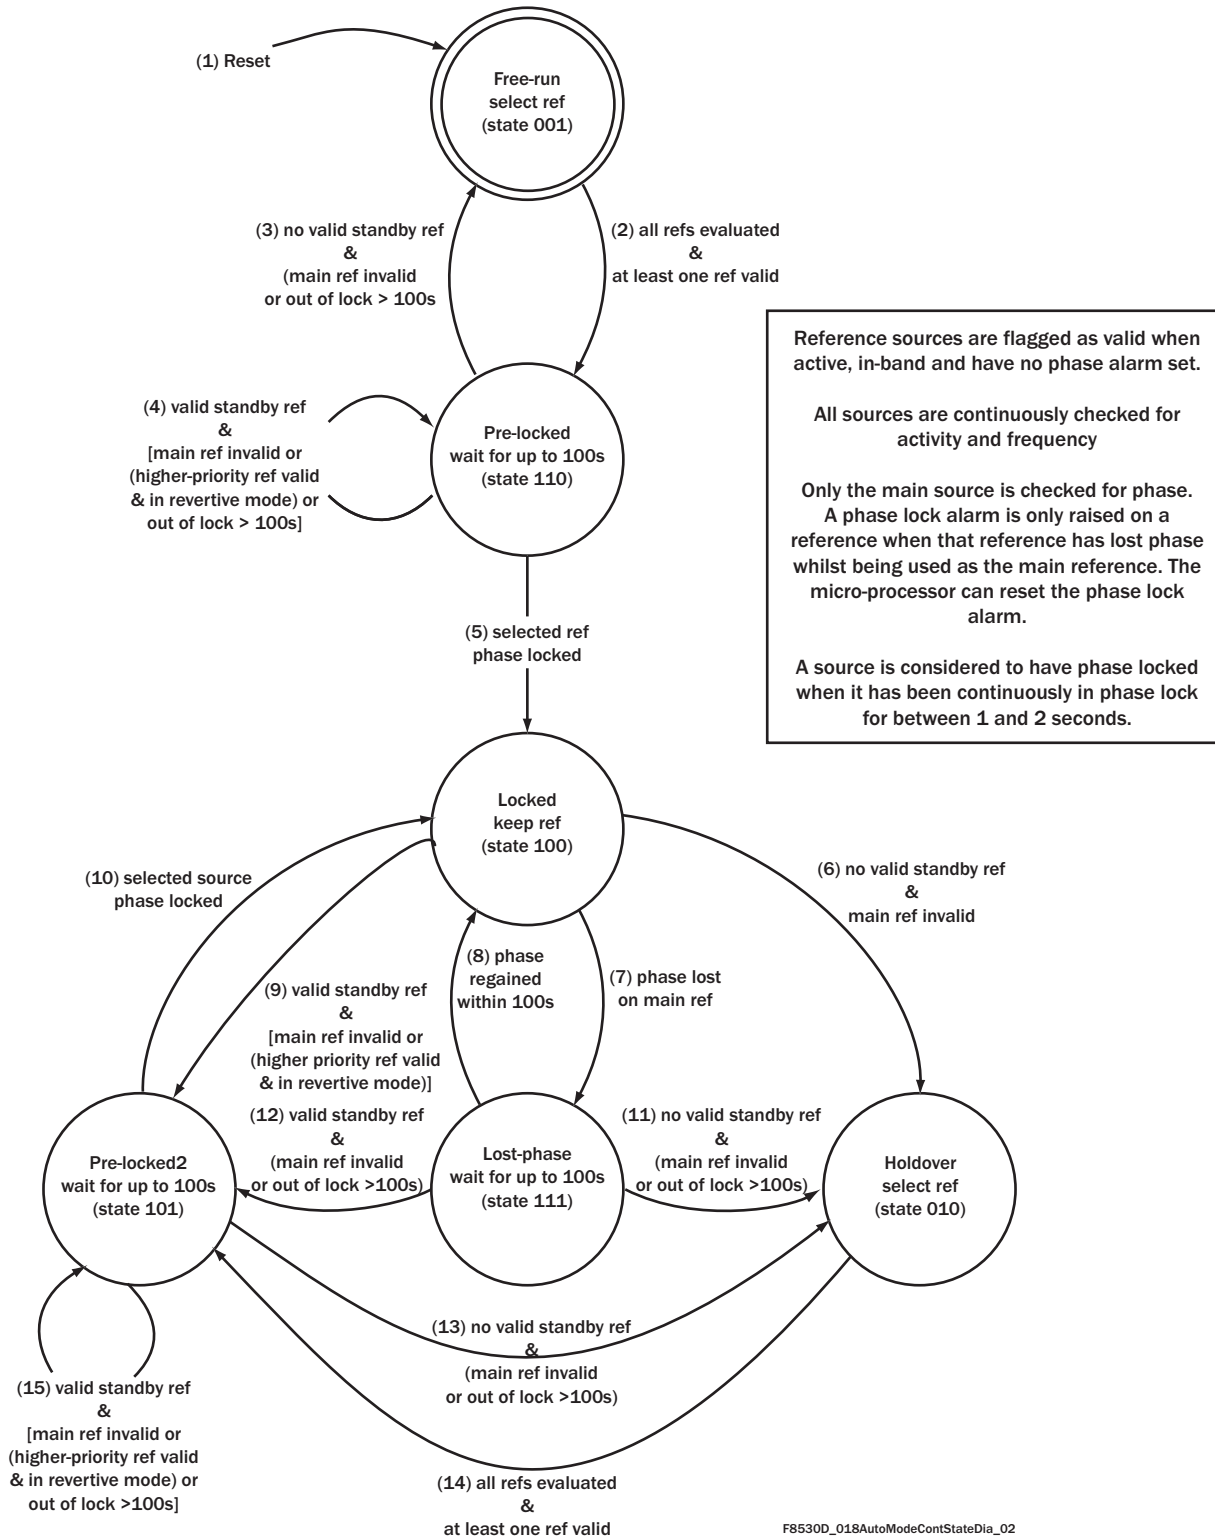 (1) Reset
Free-run
select ref
(state 001)
(3) no valid standby ref
&
(main ref invalid
or out of lock > 100s
(2) all refs evaluated
&
at least one ref valid
Reference sources are flagged as valid when
active, in-band and have no phase alarm set.
All sources are continuously checked for
activity and frequency
Only the main source is checked for phase.
A phase lock alarm is only raised on a
reference when that reference has lost phase
whilst being used as the main reference. The
micro-processor can reset the phase lock
alarm.
A source is considered to have phase locked
when it has been continuously in phase lock
for between 1 and 2 seconds.
(4) valid standby ref
&
[main ref invalid or
(higher-priority ref valid
& in revertive mode) or
out of lock > 100s]
Pre-locked
wait for up to 100s
(state 110)
(5) selected ref
phase locked
Locked
keep ref
(state 100)
(10) selected source
phase locked
(6) no valid standby ref
&
main ref invalid
(8) phase
regained
within 100s
(7) phase lost
on main ref
(9) valid standby ref
&
[main ref invalid or
(higher priority ref valid
& in revertive mode)]
(12) valid standby ref
&
(main ref invalid
or out of lock >100s)
(11) no valid standby ref
&
(main ref invalid
or out of lock >100s)
Pre-locked2
wait for up to 100s
(state 101)
Lost-phase
wait for up to 100s
(state 111)
Holdover
select ref
(state 010)
(13) no valid standby ref
&
(main ref invalid
or out of lock >100s)
(15) valid standby ref
&
[main ref invalid or
(higher-priority ref valid
& in revertive mode) or
out of lock >100s]
(14) all refs evaluated
&
at least one ref valid
F8530D_018AutoModeContStateDia_02